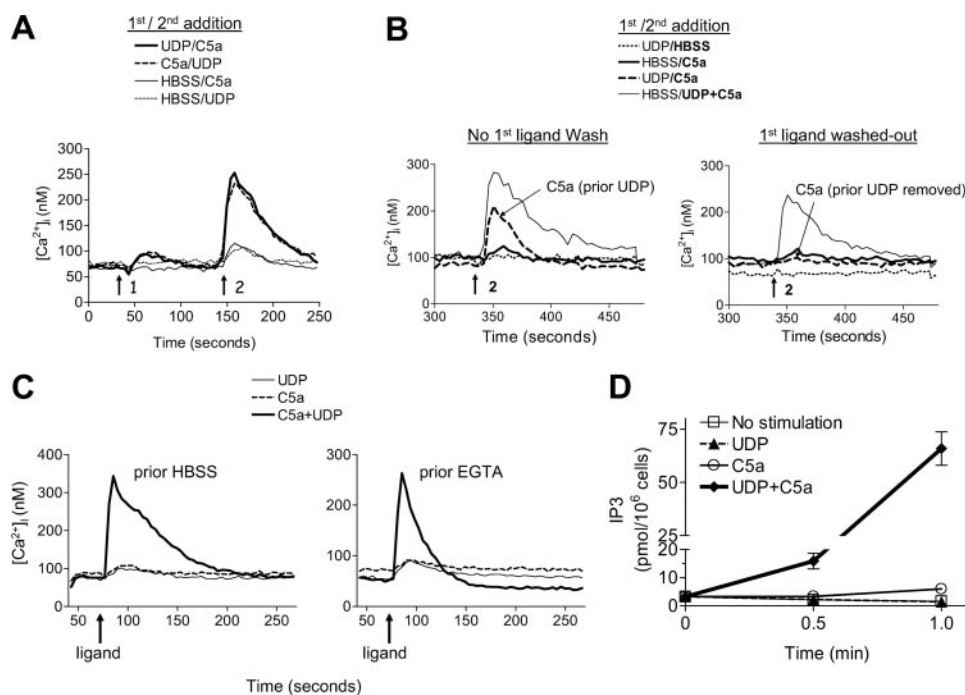 A
1st / 2nd addition
UDP/C5a
C5a/UDP
HBSS/C5a
HBSS/UDP
[Ca2+]i (nM)
300
250
200
150
100
50
0
1
2
0 50 100 150 200 250
Time (seconds)
B
1st /2nd addition
UDP/HBSS
HBSS/C5a
UDP/C5a
HBSS/UDP+C5a
No 1st ligand Wash
[Ca2+]i (nM)
300
200
100
0
C5a (prior UDP)
2
300 350 400 450
Time (seconds)
1st ligand washed-out
300
200
100
0
C5a (prior UDP removed)
2
300 350 400 450
Time (seconds)
C
UDP
C5a
C5a+UDP
[Ca2+]i (nM)
400
300
200
100
0
prior HBSS
50 100 150 200 250
ligand
300
200
100
0
prior EGTA
50 100 150 200 250
ligand
Time (seconds)
D
IP3
(pmol/10^6 cells)
75
50
25
20
10
0
No stimulation
UDP
C5a
UDP+C5a
0 0.5 1.0
Time (min)